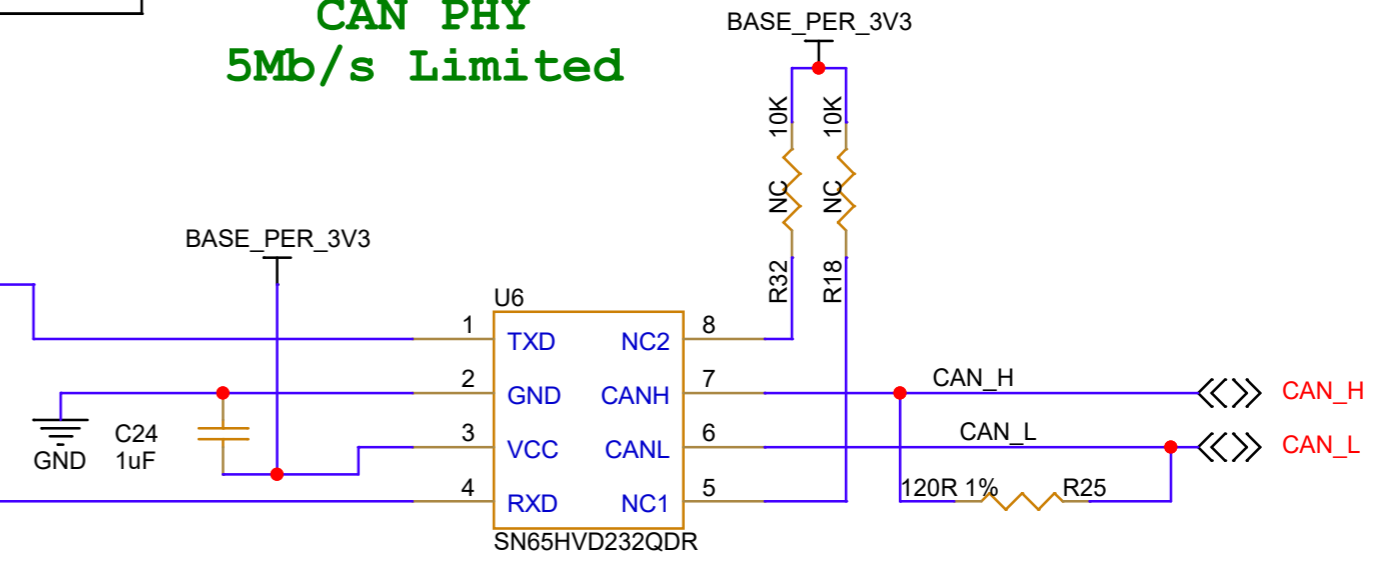 CAN PHY
5Mb/s Limited
BASE_PER_3V3
10K
10K
NC
NC
R32
R18
BASE_PER_3V3
U6
1
TXD
NC2
8
2
GND
CANH
7
CAN_H
CAN_H
GND
C24
1uF
3
VCC
CANL
6
CAN_L
CAN_L
4
RXD
NC1
5
120R 1%
R25
SN65HVD232QDR